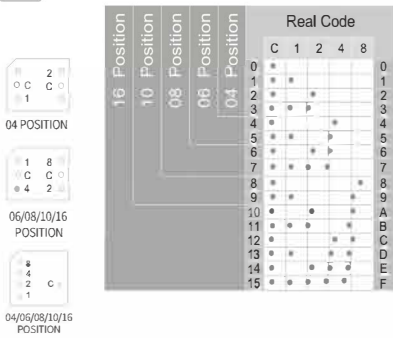 2
C C
1
04 POSITION
1 8
C C
4 2
06/08/10/16
POSITION
8
4
2 C
1
04/06/08/10/16
POSITION
16 Position
10 Position
08 Position
06 Position
04 Position
Real Code
C 1 2 4 8
0 0
1 1
2 2
3 3
4 4
5 5
6 6
7 7
8 8
9 9
10 A
11 B
12 C
13 D
14 E
15 F